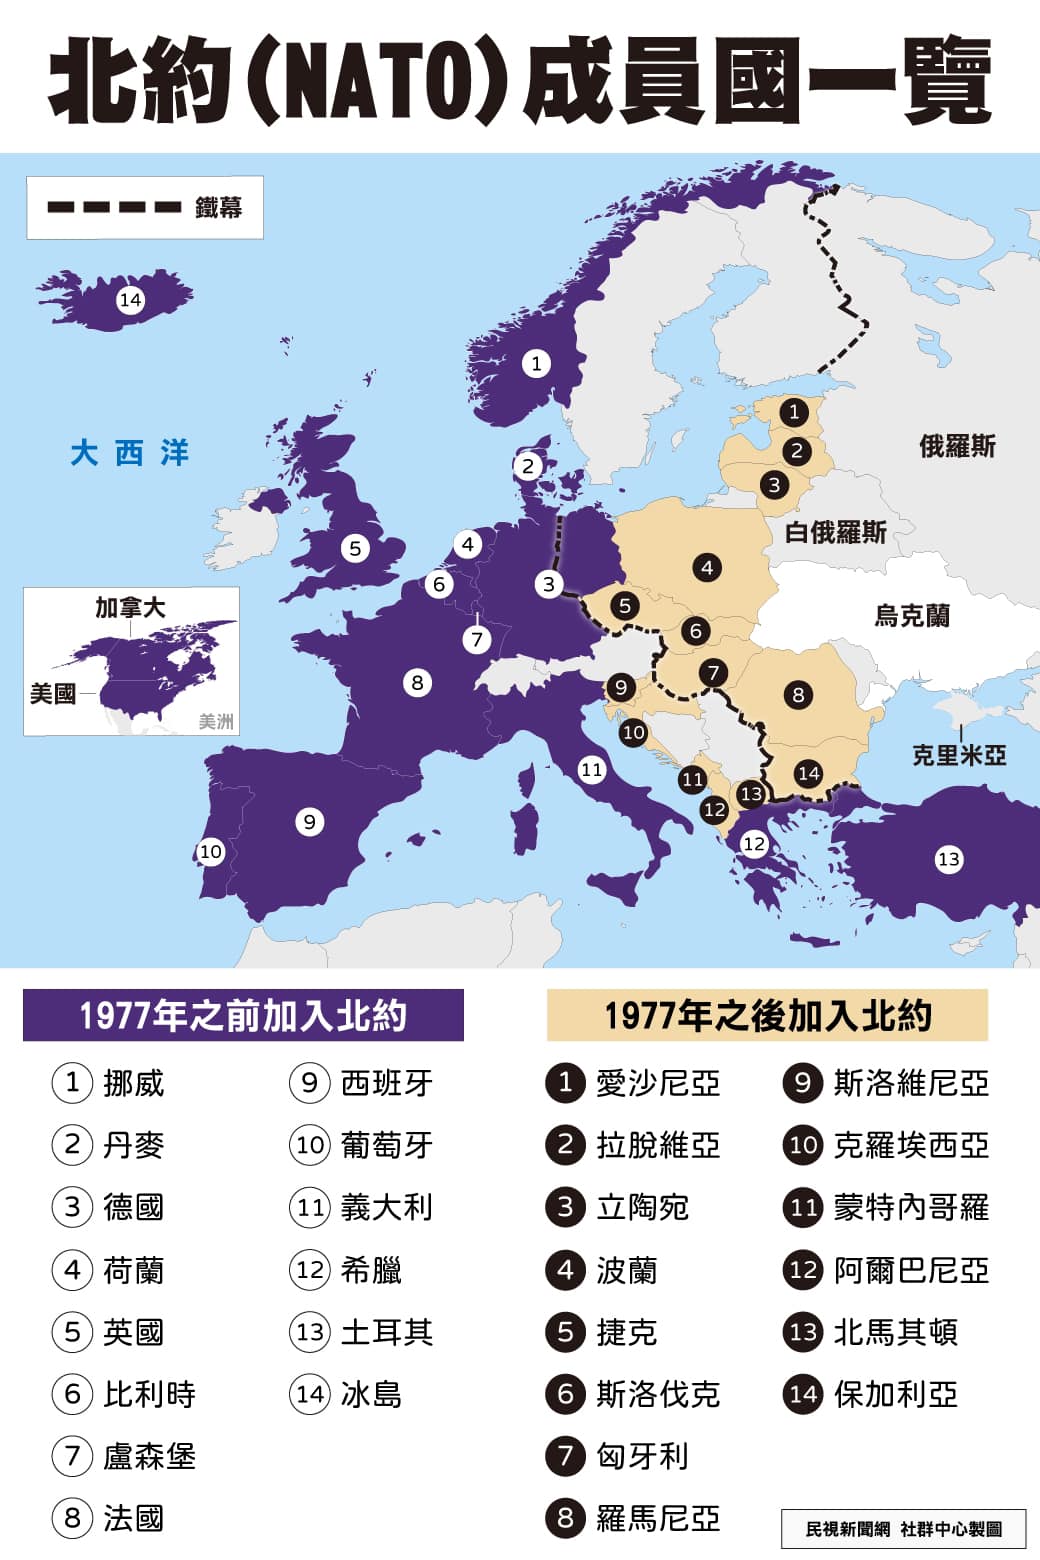 北約(NATO)成員國一覽
鐵幕
14
1
大西洋
2
1
2
3
俄羅斯
白俄羅斯
5
4
6
3
4
烏克蘭
加拿大
美國
美洲
7
8
5
6
7
8
9
10
克里米亞
11
11
12
13
14
9
10
12
13
1977年之前加入北約
1 挪威
2 丹麥
3 德國
4 荷蘭
5 英國
6 比利時
7 盧森堡
8 法國
9 西班牙
10 葡萄牙
11 義大利
12 希臘
13 土耳其
14 冰島
1977年之後加入北約
1 愛沙尼亞
2 拉脫維亞
3 立陶宛
4 波蘭
5 捷克
6 斯洛伐克
7 匈牙利
8 羅馬尼亞
9 斯洛維尼亞
10 克羅埃西亞
11 蒙特內哥羅
12 阿爾巴尼亞
13 北馬其頓
14 保加利亞
民視新聞網 社群中心製圖